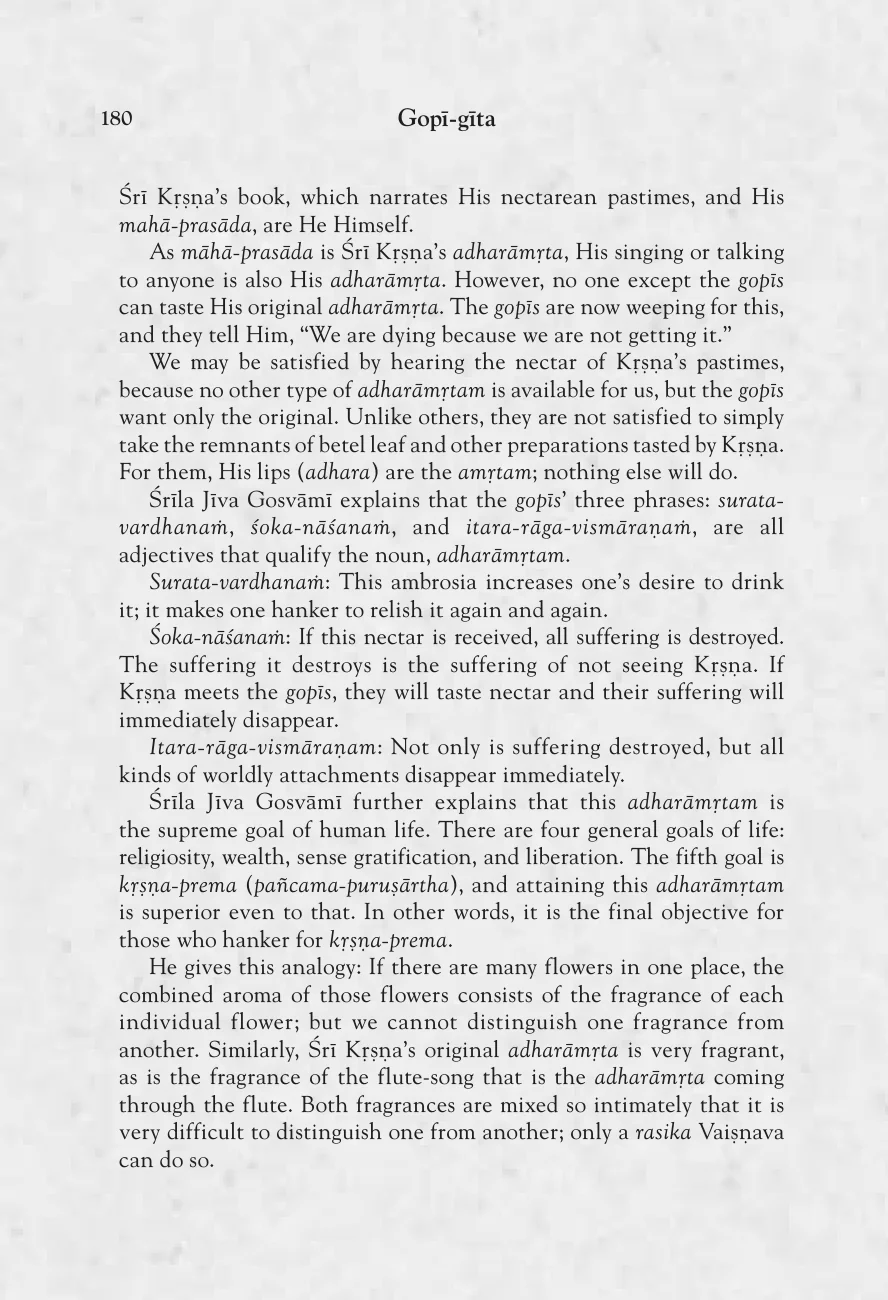 180
Gopī-gīta
Śrī Kṛṣṇa’s book, which narrates His nectarean pastimes, and His
mahā-prasāda, are He Himself.
As māhā-prasāda is Śrī Kṛṣṇa’s adharāmṛta, His singing or talking
to anyone is also His adharāmṛta. However, no one except the gopīs
can taste His original adharāmṛta. The gopīs are now weeping for this,
and they tell Him, “We are dying because we are not getting it.”
We may be satisfied by hearing the nectar of Kṛṣṇa’s pastimes,
because no other type of adharāmṛtam is available for us, but the gopīs
want only the original. Unlike others, they are not satisfied to simply
take the remnants of betel leaf and other preparations tasted by Kṛṣṇa.
For them, His lips (adhara) are the amṛtam; nothing else will do.
Śrīla Jīva Gosvāmī explains that the gopīs’ three phrases: surata-
vardhanaṁ, śoka-nāśanaṁ, and itara-rāga-vismāraṇaṁ, are all
adjectives that qualify the noun, adharāmṛtam.
Surata-vardhanaṁ: This ambrosia increases one’s desire to drink
it; it makes one hanker to relish it again and again.
Śoka-nāśanaṁ: If this nectar is received, all suffering is destroyed.
The suffering it destroys is the suffering of not seeing Kṛṣṇa. If
Kṛṣṇa meets the gopīs, they will taste nectar and their suffering will
immediately disappear.
Itara-rāga-vismāraṇam: Not only is suffering destroyed, but all
kinds of worldly attachments disappear immediately.
Śrīla Jīva Gosvāmī further explains that this adharāmṛtam is
the supreme goal of human life. There are four general goals of life:
religiosity, wealth, sense gratification, and liberation. The fifth goal is
kṛṣṇa-prema (pañcama-puruṣārtha), and attaining this adharāmṛtam
is superior even to that. In other words, it is the final objective for
those who hanker for kṛṣṇa-prema.
He gives this analogy: If there are many flowers in one place, the
combined aroma of those flowers consists of the fragrance of each
individual flower; but we cannot distinguish one fragrance from
another. Similarly, Śrī Kṛṣṇa’s original adharāmṛta is very fragrant,
as is the fragrance of the flute-song that is the adharāmṛta coming
through the flute. Both fragrances are mixed so intimately that it is
very difficult to distinguish one from another; only a rasika Vaiṣṇava
can do so.